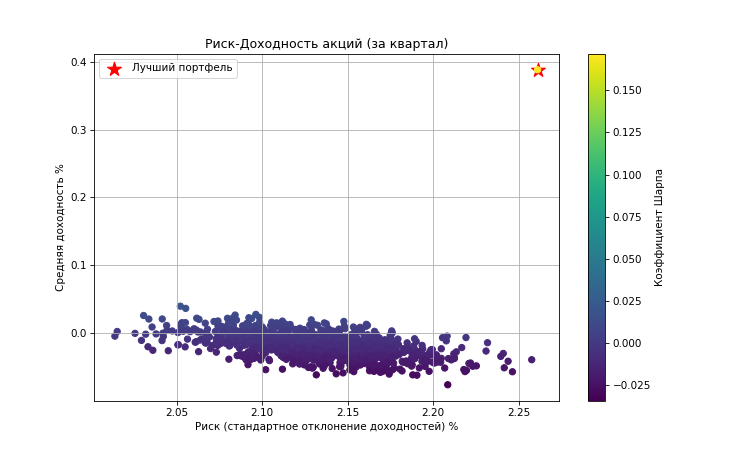 Риск-Доходность акций (за квартал)
Лучший портфель
Средняя доходность %
0.4
0.3
0.2
0.1
0.0
2.05 2.10 2.15 2.20 2.25
Риск (стандартное отклонение доходностей) %
0.150
0.125
0.100
0.075
0.050
0.025
0.000
−0.025
Коэффициент Шарпа